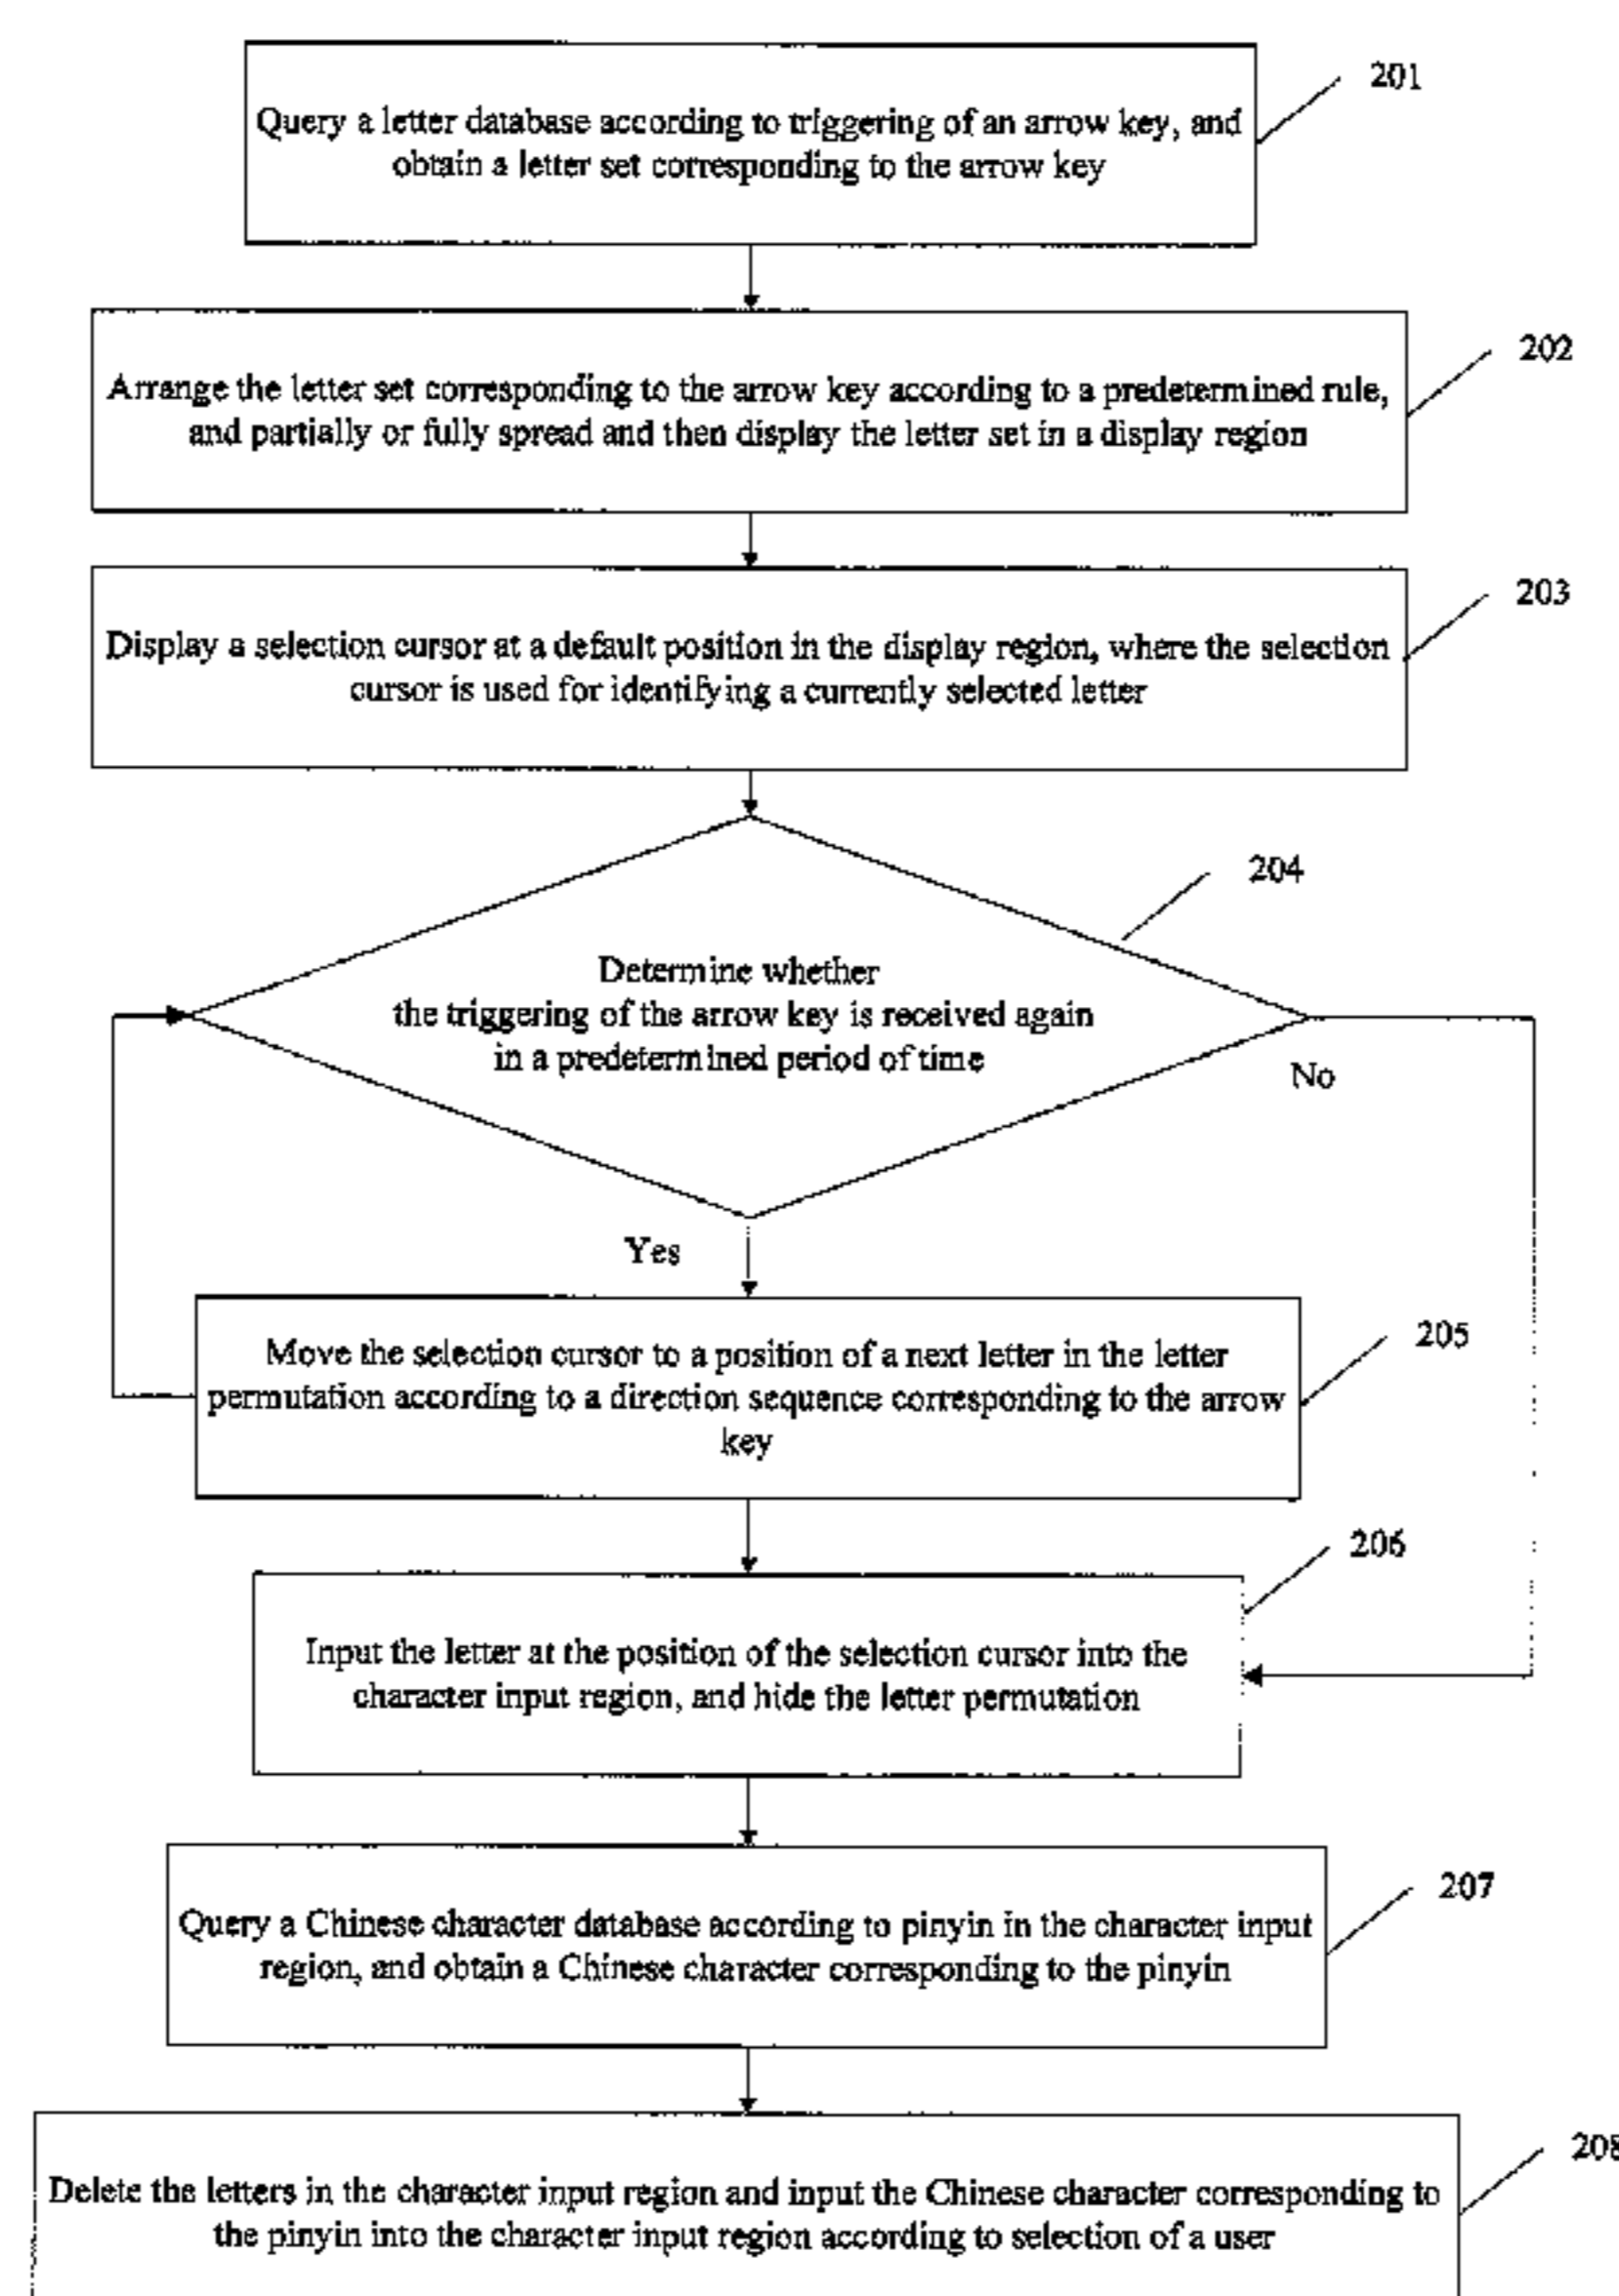 201
Query a letter database according to triggering of an arrow key, and
obtain a letter set corresponding to the arrow key
202
Arrange the letter set corresponding to the arrow key according to a predetermined rule,
and partially or fully spread and then display the letter set in a display region
203
Display a selection cursor at a default position in the display region, where the selection
cursor is used for identifying a currently selected letter
204
Determine whether
the triggering of the arrow key is received again
in a predetermined period of time
No
Yes
205
Move the selection cursor to a position of a next letter in the letter
permutation according to a direction sequence corresponding to the arrow
key
206
Input the letter at the position of the selection cursor into the
character input region, and hide the letter permutation
207
Query a Chinese character database according to pinyin in the character input
region, and obtain a Chinese character corresponding to the pinyin
208
Delete the letters in the character input region and input the Chinese character corresponding to
the pinyin into the character input region according to selection of a user